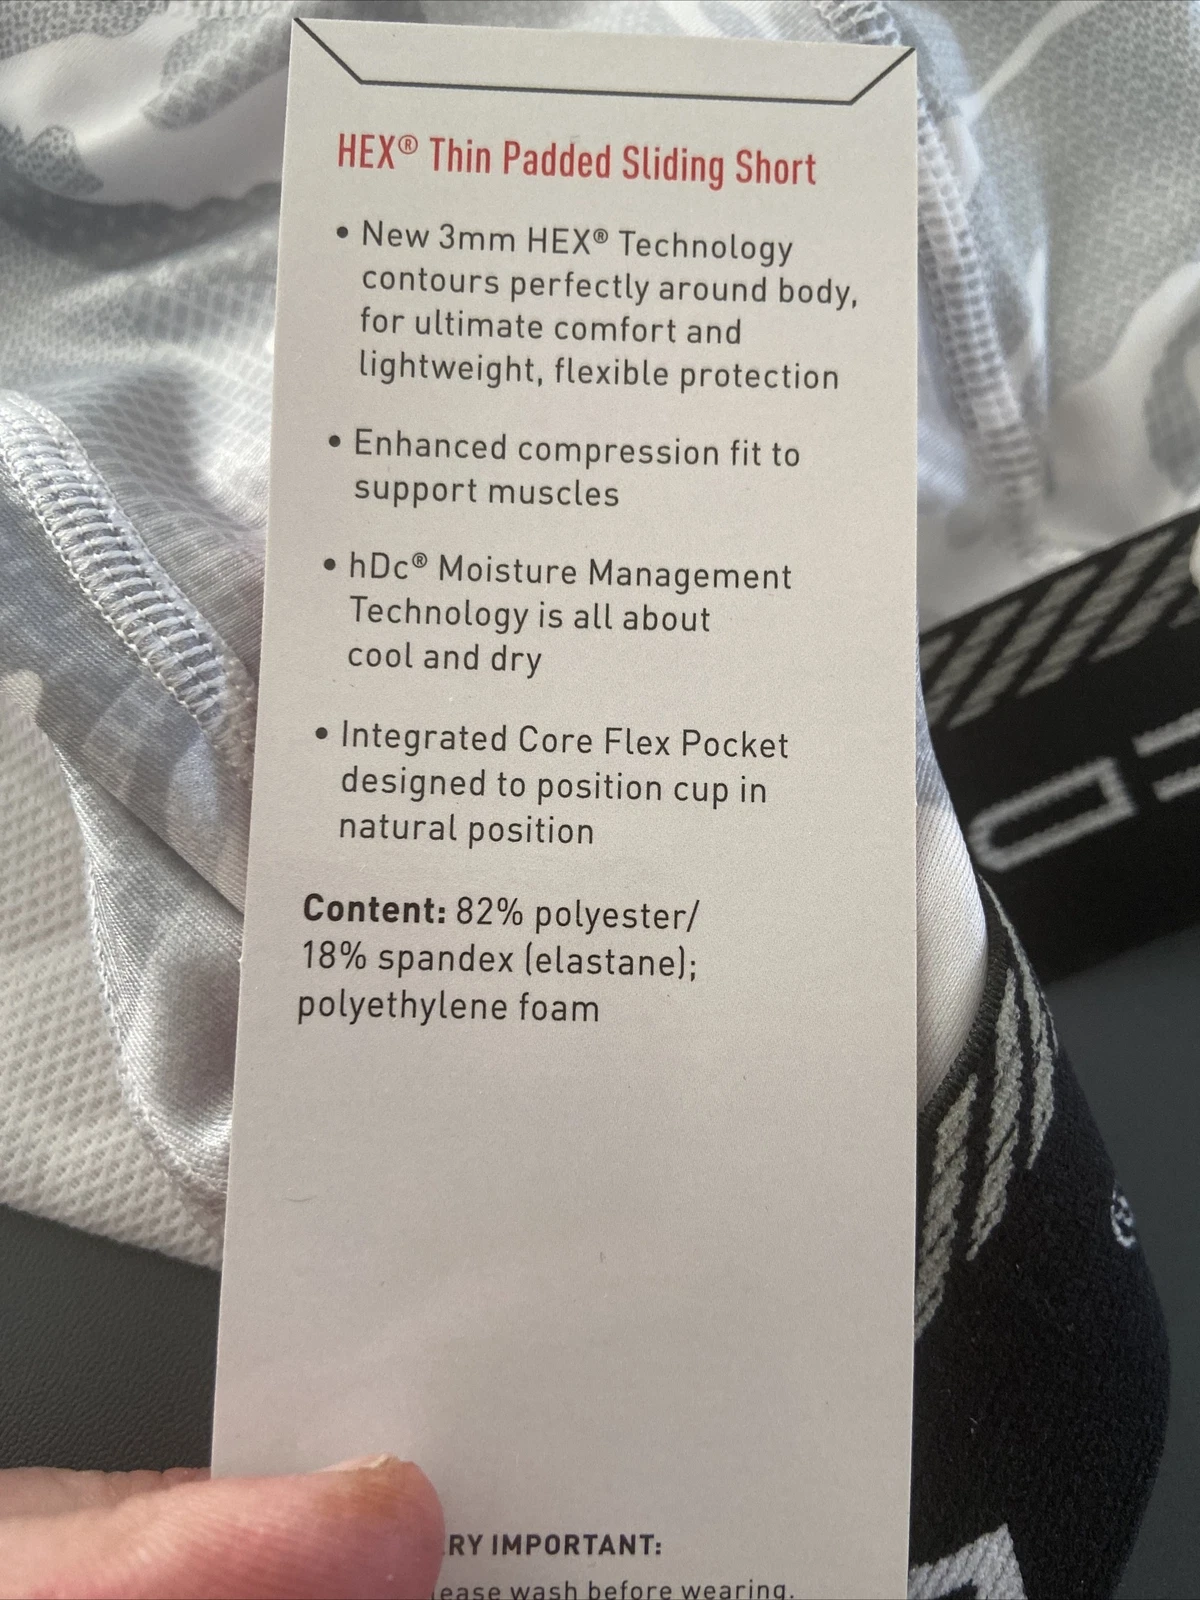 HEX® Thin Padded Sliding Short
• New 3mm HEX® Technology
contours perfectly around body,
for ultimate comfort and
lightweight, flexible protection
• Enhanced compression fit to
support muscles
• hDc® Moisture Management
Technology is all about
cool and dry
• Integrated Core Flex Pocket
designed to position cup in
natural position
Content: 82% polyester/
18% spandex (elastane);
polyethylene foam
RY IMPORTANT:
ease wash before wearing.